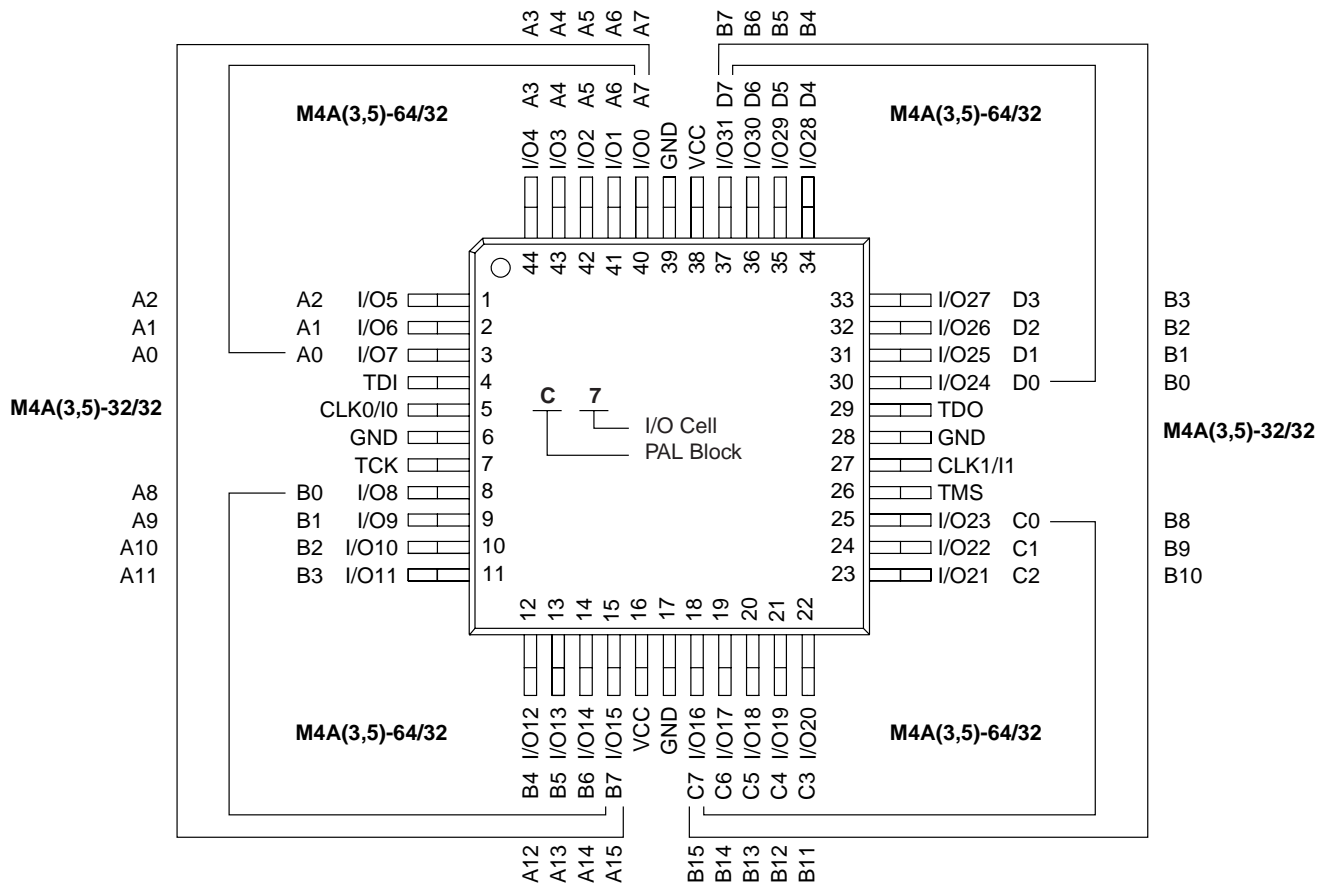 A3 A4 A5 A6 A7 B7 B6 B5 B4
A3 A4 A5 A6 A7 D7 D6 D5 D4
M4A(3,5)-64/32 M4A(3,5)-64/32
I/O4 I/O3 I/O2 I/O1 I/O0 GND VCC I/O31 I/O30 I/O29 I/O28
44 43 42 41 40 39 38 37 36 35 34
A2 A2 I/O5 1 33 I/O27 D3 B3
A1 A1 I/O6 2 32 I/O26 D2 B2
A0 A0 I/O7 3 31 I/O25 D1 B1
TDI 4 30 I/O24 D0 B0
M4A(3,5)-32/32 CLK0/I0 5 C 7 29 TDO M4A(3,5)-32/32
I/O Cell
GND 6 28 GND
PAL Block
TCK 7 27 CLK1/I1
A8 B0 I/O8 8 26 TMS
A9 B1 I/O9 9 25 I/O23 C0 B8
A10 B2 I/O10 10 24 I/O22 C1 B9
A11 B3 I/O11 11 23 I/O21 C2 B10
12 13 14 15 16 17 18 19 20 21 22
I/O12 I/O13 I/O14 I/O15 VCC GND I/O16 I/O17 I/O18 I/O19 I/O20
M4A(3,5)-64/32 M4A(3,5)-64/32
B4 B5 B6 B7 C7 C6 C5 C4 C3
A12 A13 A14 A15 B15 B14 B13 B12 B11